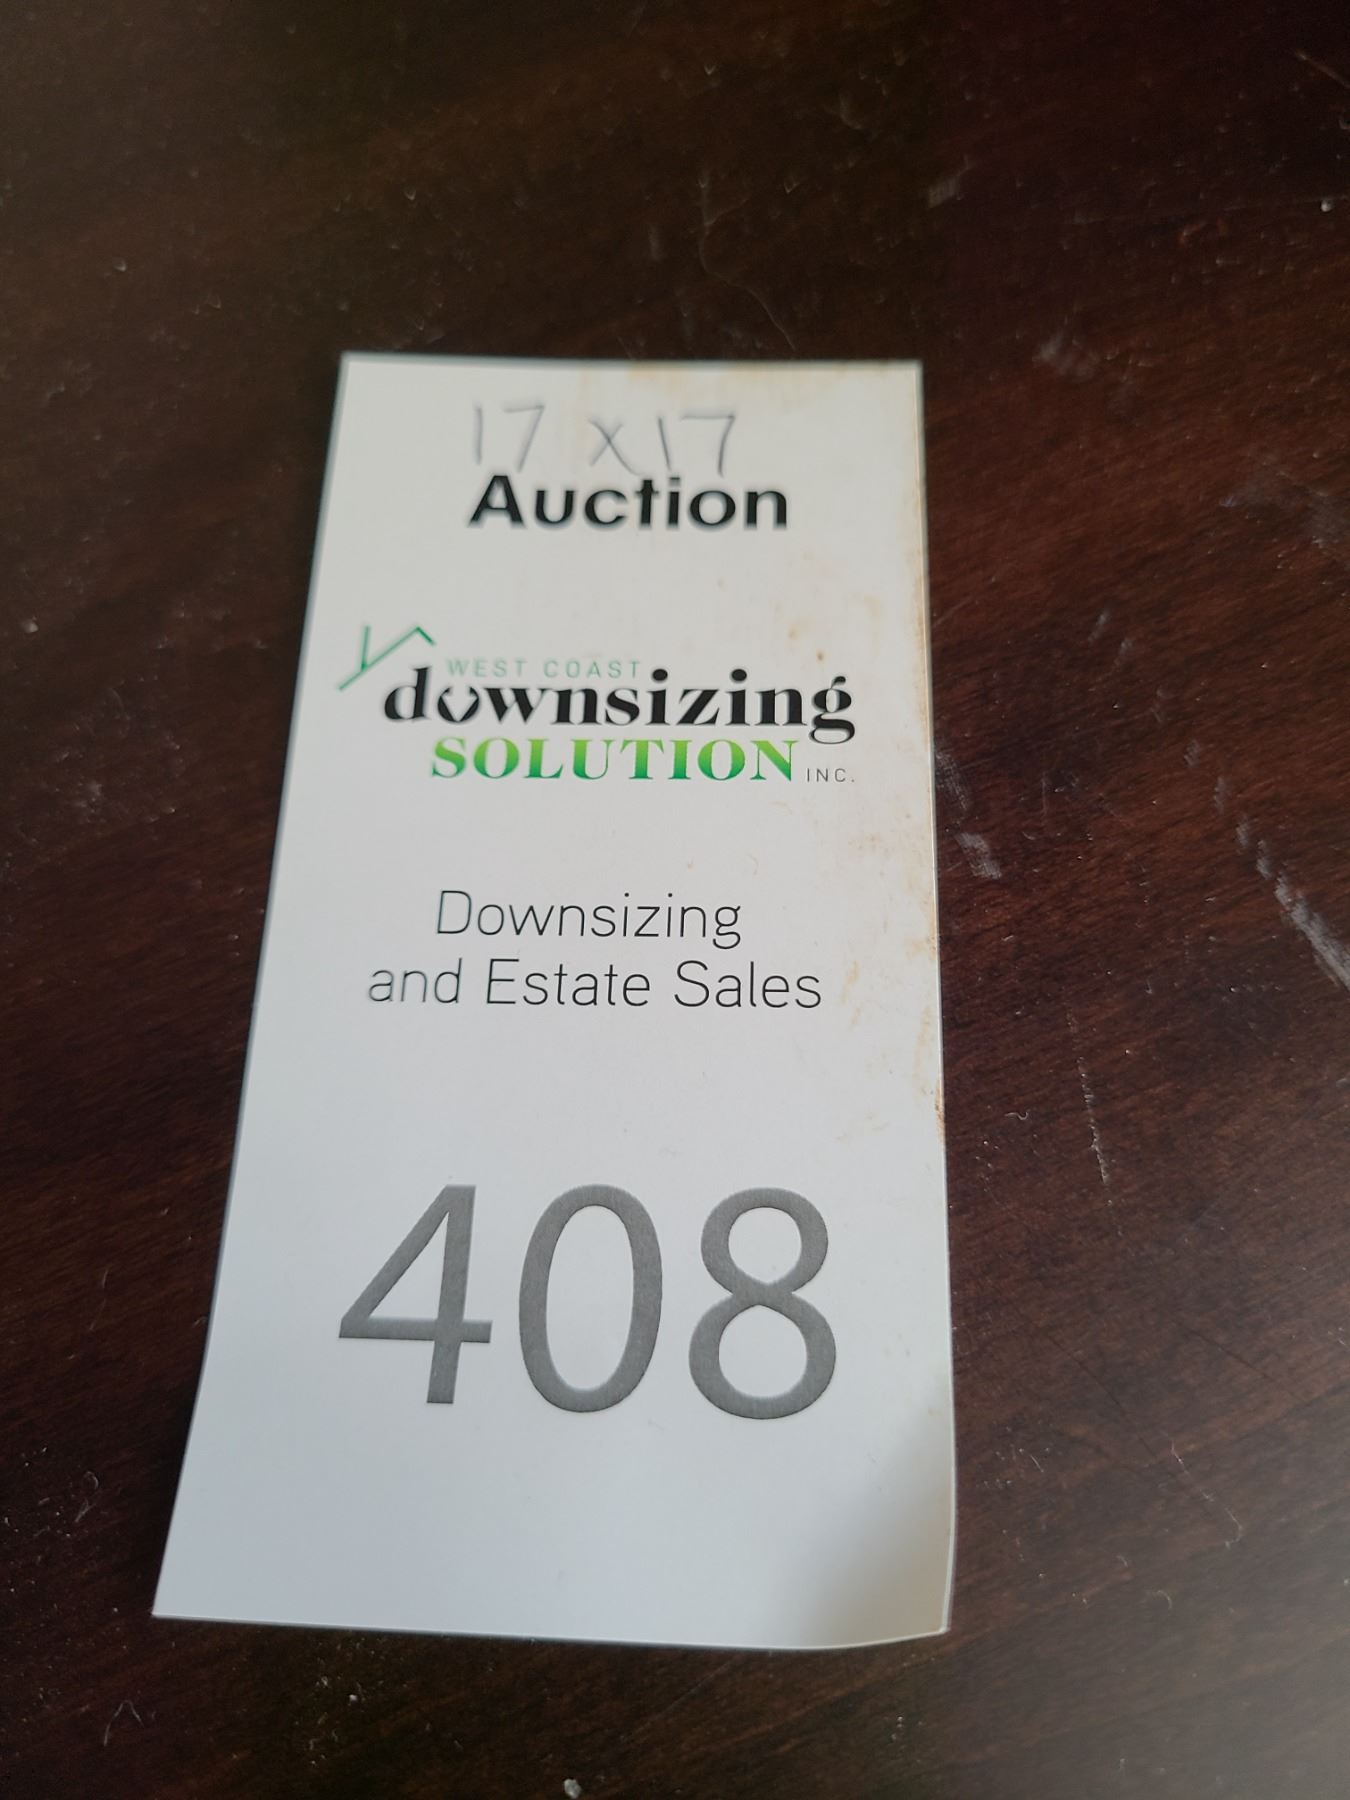 17 x 17
Auction
WEST COAST
downsizing
SOLUTION INC.
Downsizing
and Estate Sales
408